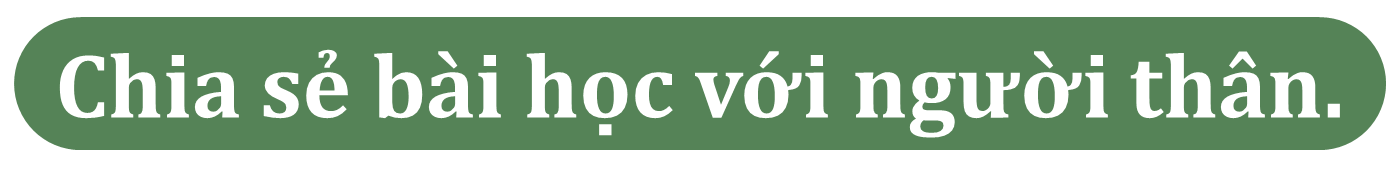 Chia sẻ bài học với người thân.